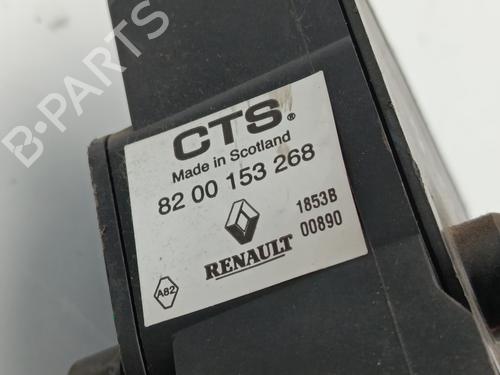 B-PARTS
CTS®
Made in Scotland
82 00 153 268
1853B
00890
RENAULT
A82